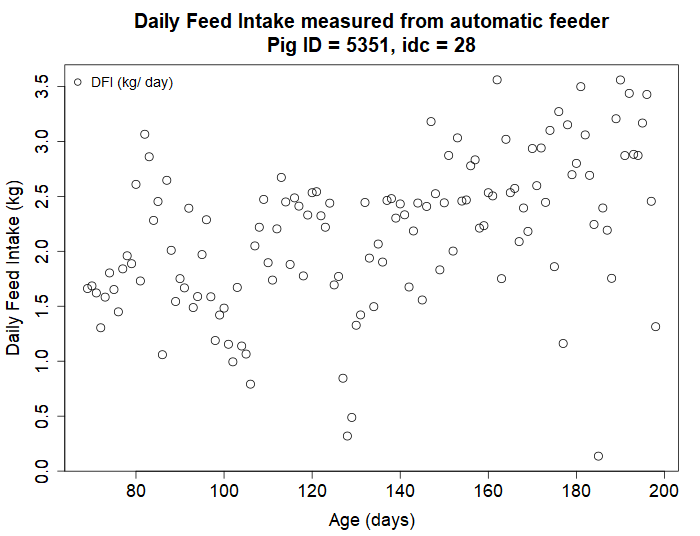 Daily Feed Intake measured from automatic feeder
Pig ID = 5351, idc = 28
DFI (kg/ day)
Daily Feed Intake (kg)
3.5
3.0
2.5
2.0
1.5
1.0
0.5
0.0
80 100 120 140 160 180 200
Age (days)